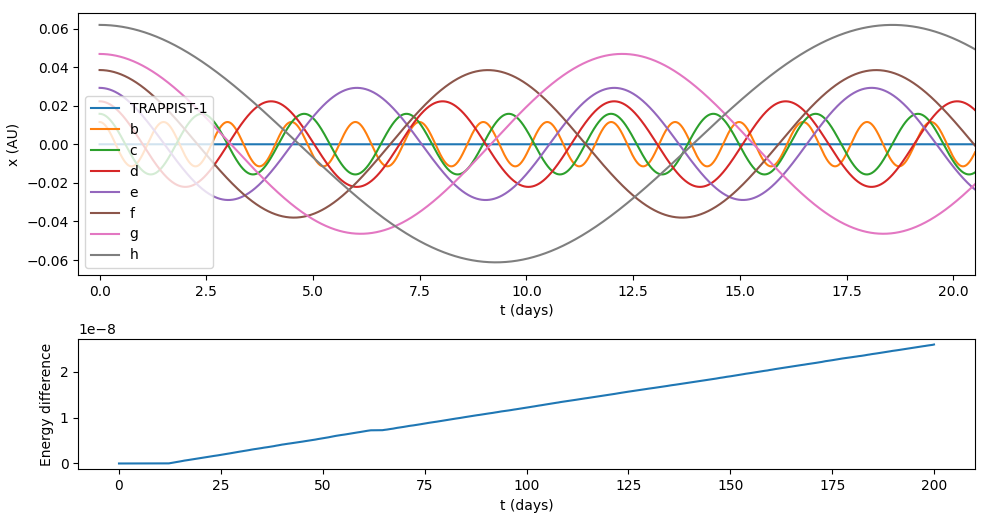 0.06
0.04
0.02
0.00
−0.02
−0.04
−0.06
x (AU)
TRAPPIST-1
b
c
d
e
f
g
h
0.0 2.5 5.0 7.5 10.0 12.5 15.0 17.5 20.0
t (days)
1e−8
2
1
0
Energy difference
0 25 50 75 100 125 150 175 200
t (days)